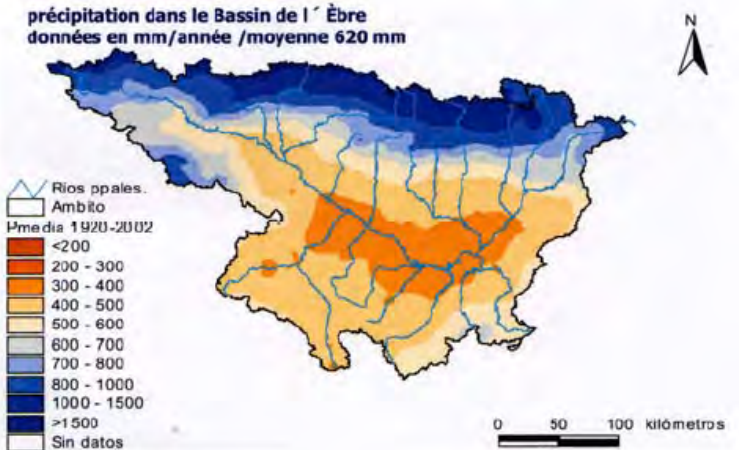 précipitation dans le Bassin de l ´ Èbre
données en mm/année /moyenne 620 mm
N
Rios ppales.
Ambito
Pmedia 1920-2002
<200
200 - 300
300 - 400
400 - 500
500 - 600
600 - 700
700 - 800
800 - 1000
1000 - 1500
>1500
Sin datos
0 50 100 kilómetros